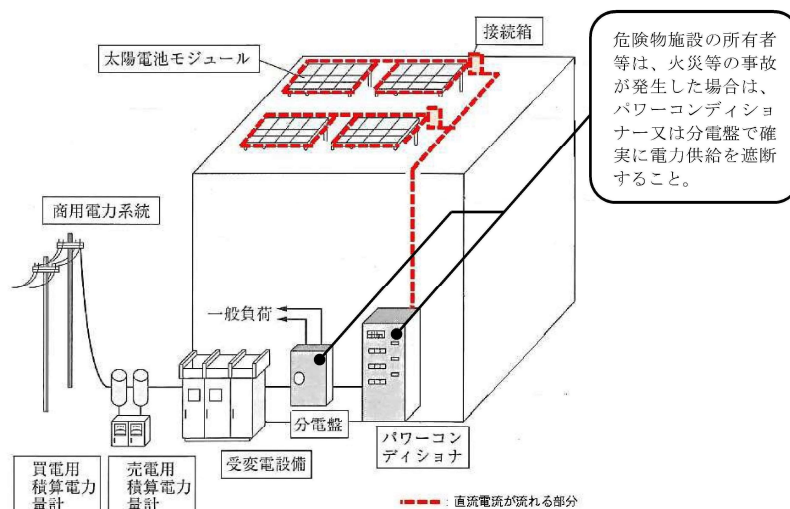 接続箱
太陽電池モジュール
危険物施設の所有者
等は、火災等の事故
が発生した場合は、
パワーコンディショ
ナー又は分電盤で確
実に電力供給を遮断
すること。
商用電力系統
一般負荷
分電盤
パワーコン
ディショナ
受変電設備
買電用
積算電力
量計
売電用
積算電力
量計
: 直流電流が流れる部分